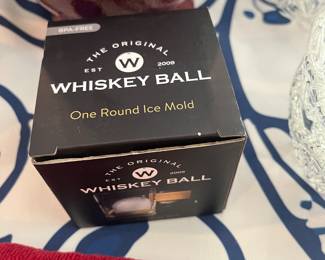 BPA-FREE
THE ORIGINAL
EST W 2009
WHISKEY BALL
One Round Ice Mold
THE ORIGINAL
EST W 2009
WHISKEY BALL